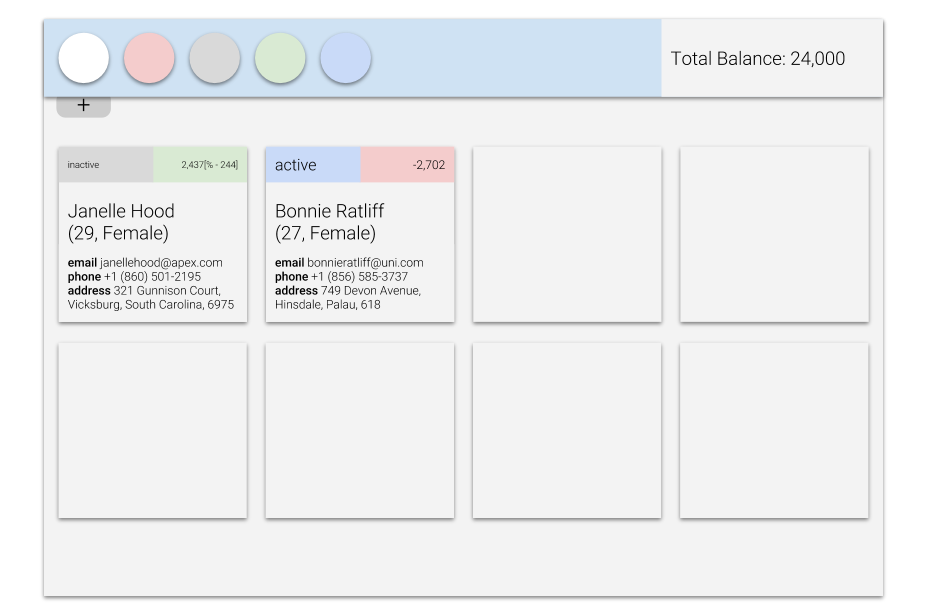 Total Balance: 24,000
+
inactive 2,437[% - 244]
Janelle Hood
(29, Female)
email janellehood@apex.com
phone +1 (860) 501-2195
address 321 Gunnison Court,
Vicksburg, South Carolina, 6975
active -2,702
Bonnie Ratliff
(27, Female)
email bonnieratliff@uni.com
phone +1 (856) 585-3737
address 749 Devon Avenue,
Hinsdale, Palau, 618